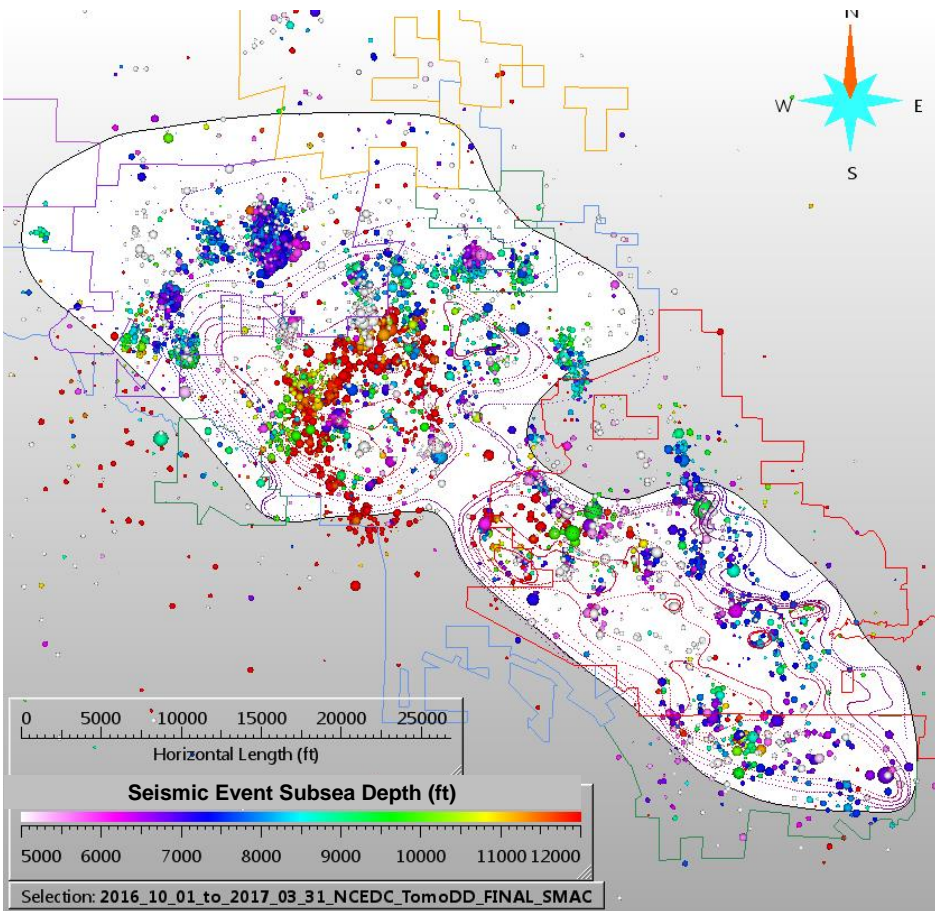 N
W E
S
0 5000 10000 15000 20000 25000
Horizontal Length (ft)
Seismic Event Subsea Depth (ft)
5000 6000 7000 8000 9000 10000 11000 12000
Selection: 2016_10_01_to_2017_03_31_NCEDC_TomoDD_FINAL_SMAC